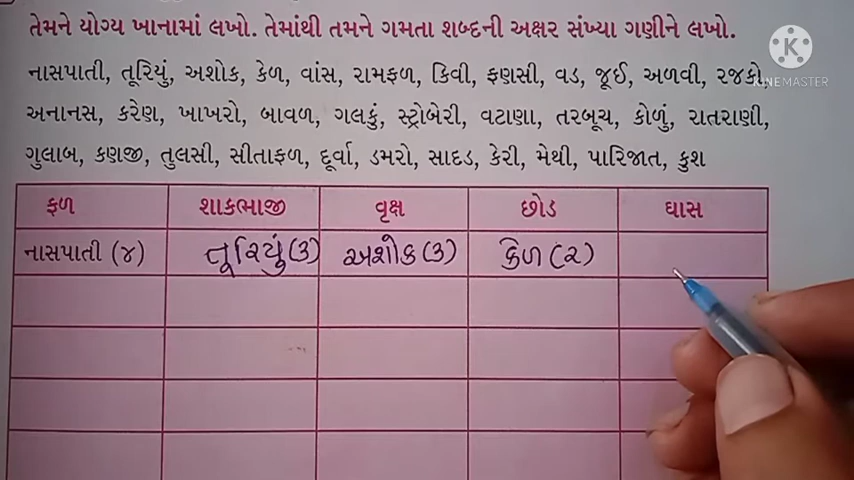 તેમને યોગ્ય ખાનામાં લખો. તેમાંથી તમને ગમતા શબ્દની અક્ષર સંખ્યા ગણીને લખો.
નાસપાતી, તૂરિયું, અશોક, કેળ, વાંસ, રામફળ, કિવી, ફણસી, વડ, જૂઈ, અળવી, રજકો,
KINEMASTER
અનાનસ, કરેણ, ખાખરો, બાવળ, ગલકું, સ્ટ્રોબેરી, વટાણા, તરબૂચ, કોળું, રાતરાણી,
ગુલાબ, કણજી, તુલસી, સીતાફળ, દૂર્વા, ડમરો, સાદડ, કેરી, મેથી, પારિજાત, કુશ
ફળ શાકભાજી વૃક્ષ છોડ ઘાસ
નાસપાતી (૪) તૂરિયું (૩) અશોક (૩) કેળ (૨)